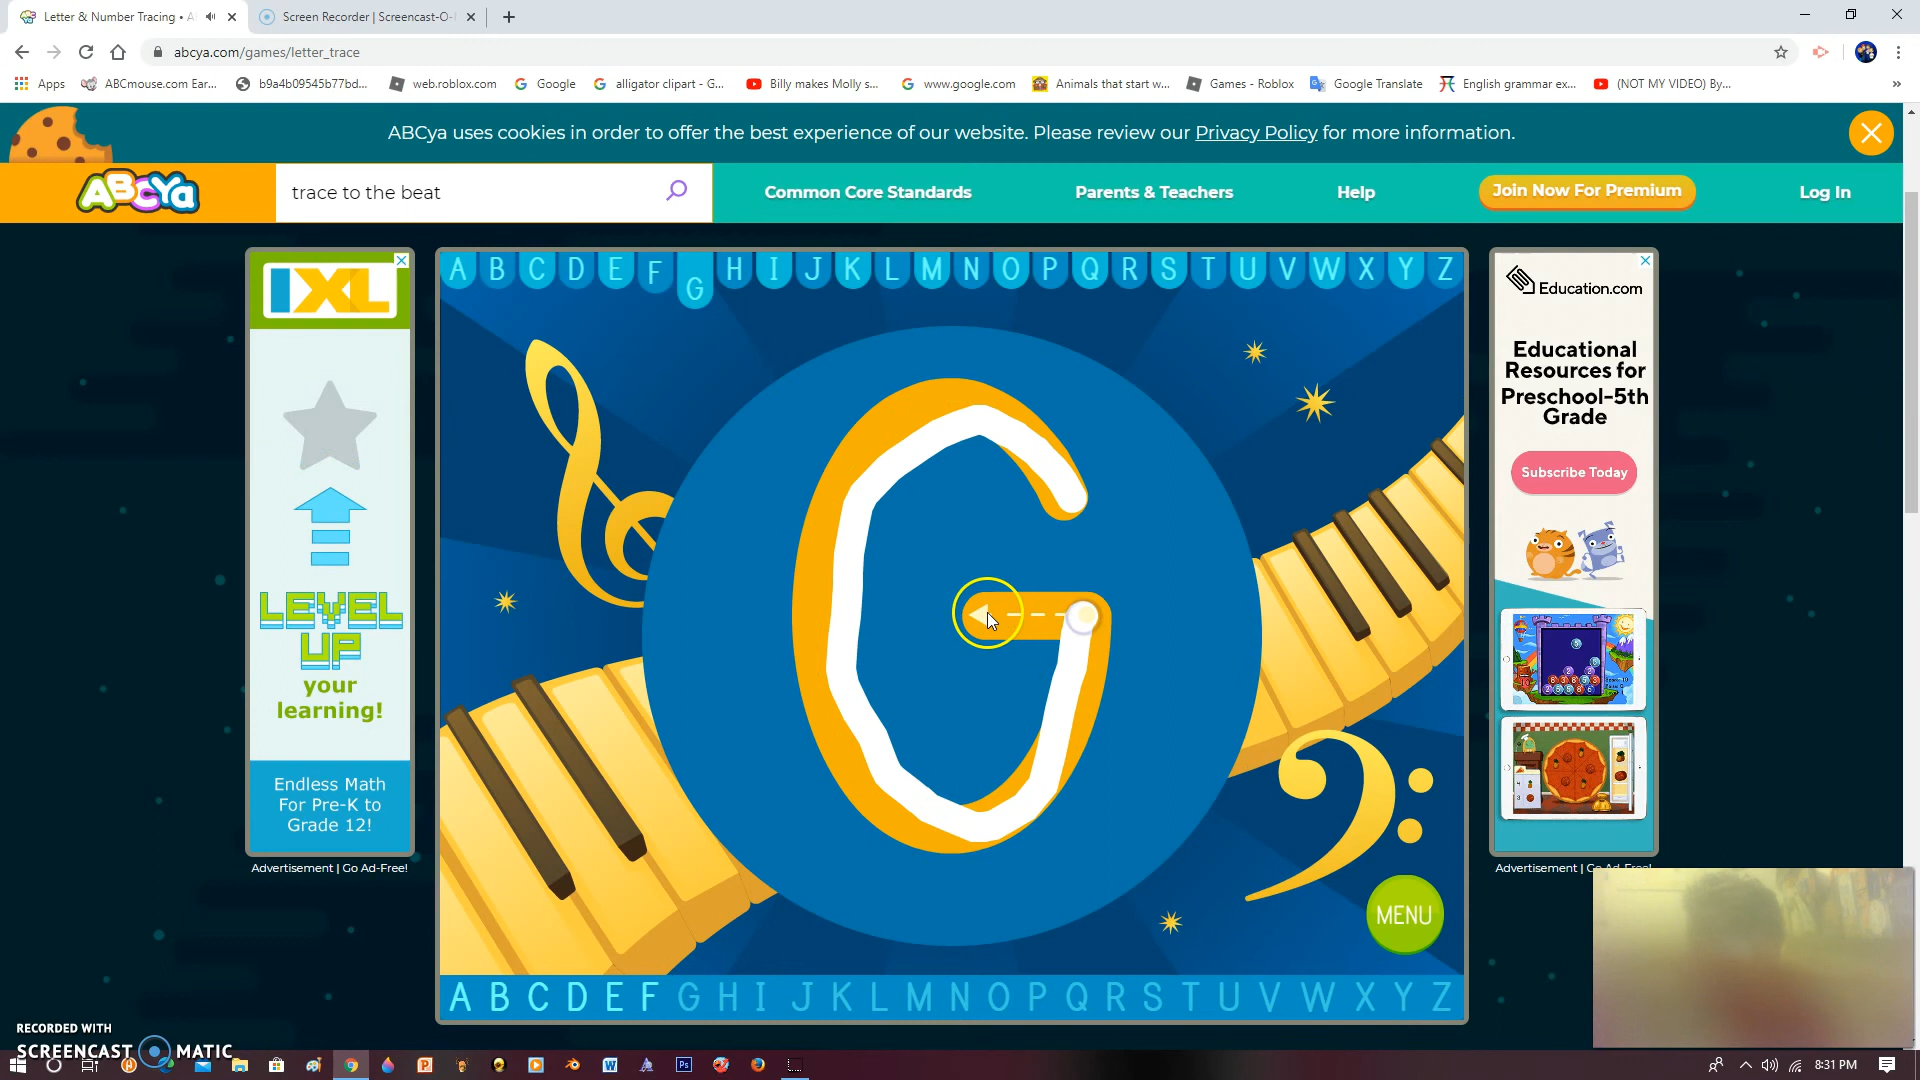 Letter & Number Tracing • A
Screen Recorder | Screencast-O-
abcya.com/games/letter_trace
Apps
ABCmouse.com Ear...
b9a4b09545b77bd...
web.roblox.com
Google
alligator clipart - G...
Billy makes Molly s...
www.google.com
Animals that start w...
Games - Roblox
Google Translate
English grammar ex...
(NOT MY VIDEO) By...
»
ABCya uses cookies in order to offer the best experience of our website. Please review our Privacy Policy for more information.
ABCYa
trace to the beat
Common Core Standards
Parents & Teachers
Help
Join Now For Premium
Log In
IXL
LEVEL
UP
your
learning!
Endless Math
For Pre-K to
Grade 12!
Advertisement | Go Ad-Free!
A B C D E F G H I J K L M N O P Q R S T U V W X Y Z
G
MENU
A B C D E F G H I J K L M N O P Q R S T U V W X Y Z
Education.com
Educational
Resources for
Preschool-5th
Grade
Subscribe Today
Advertisement | Go Ad-Free!
RECORDED WITH
SCREENCAST MATIC
8:31 PM